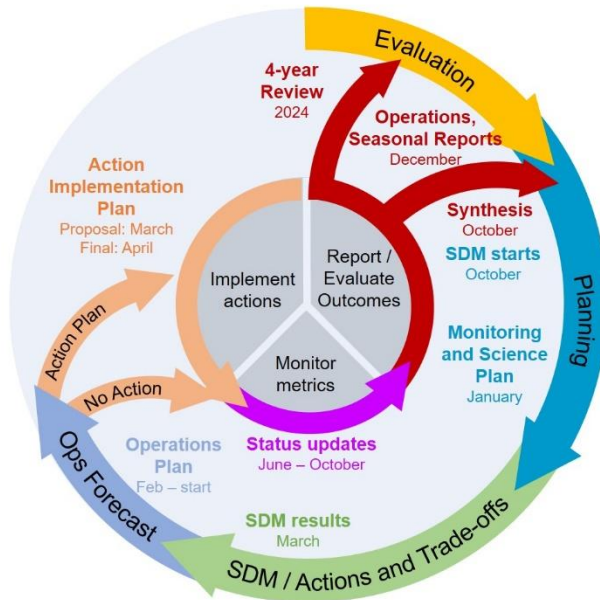 Evaluation
4-year
Review
2024
Operations,
Seasonal Reports
December
Synthesis
October
SDM starts
October
Planning
Monitoring
and Science
Plan
January
Action
Implementation
Plan
Proposal: March
Final: April
Implement
actions
Report /
Evaluate
Outcomes
Monitor
metrics
Action Plan
No Action
Ops Forecast
Operations
Plan
Feb – start
Status updates
June – October
SDM results
March
SDM / Actions and Trade-offs